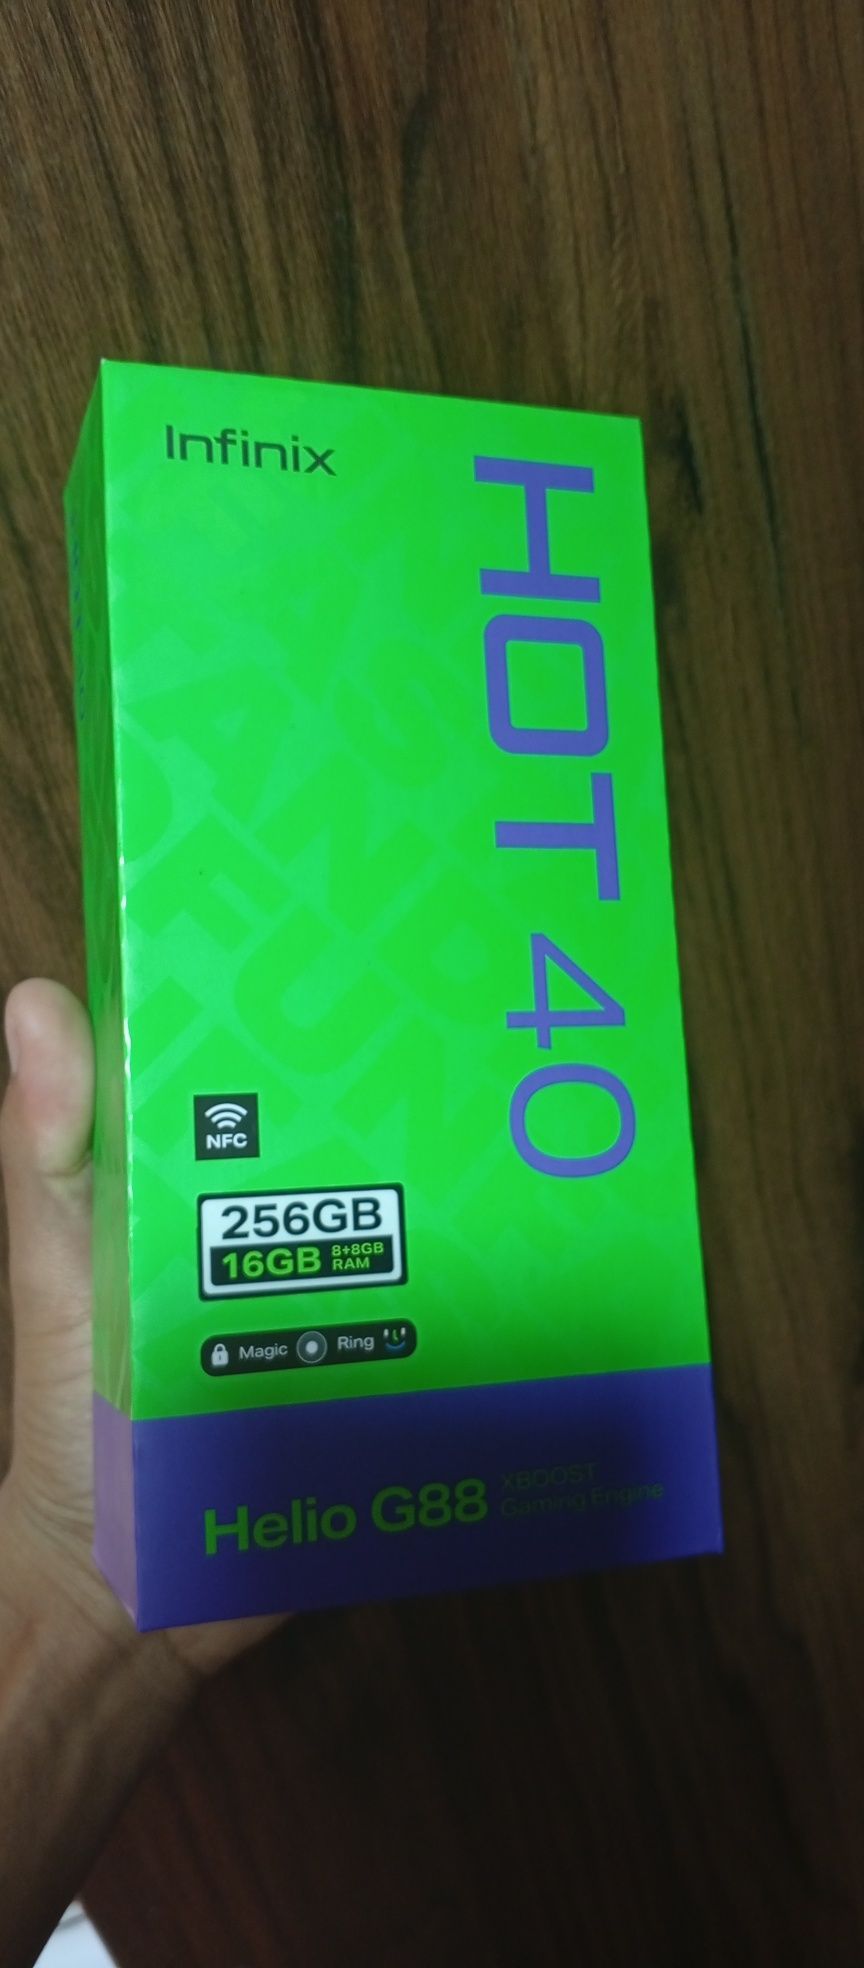 Infinix
HOT 40
NFC
256GB
16GB 8+8GB
RAM
Magic Ring
Helio G88 XBOOST
Gaming Engine